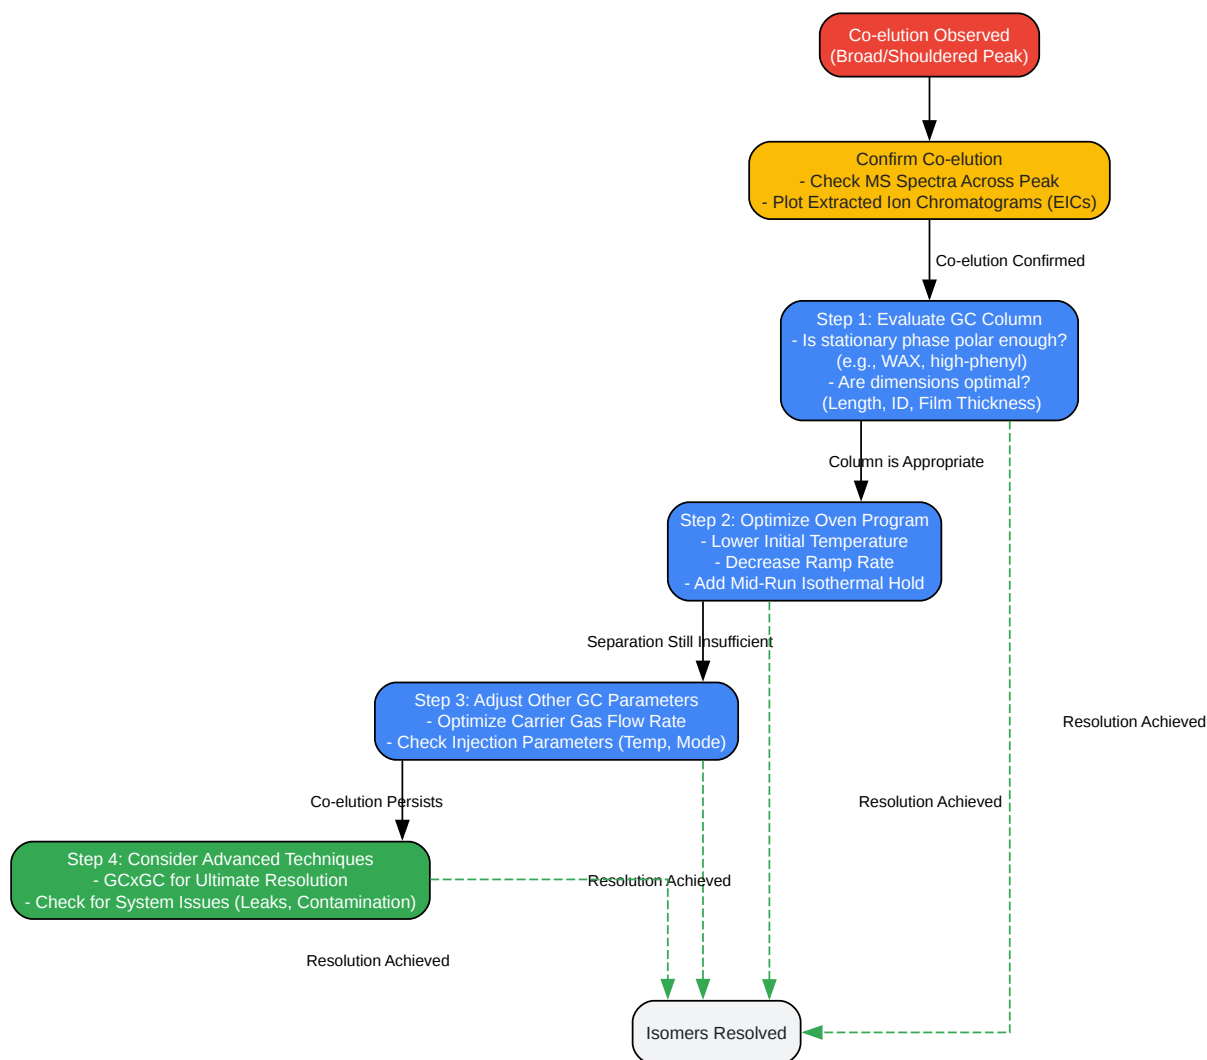 Co-elution Observed
(Broad/Shouldered Peak)
Confirm Co-elution
- Check MS Spectra Across Peak
- Plot Extracted Ion Chromatograms (EICs)
Co-elution Confirmed
Step 1: Evaluate GC Column
- Is stationary phase polar enough?
(e.g., WAX, high-phenyl)
- Are dimensions optimal?
(Length, ID, Film Thickness)
Column is Appropriate
Step 2: Optimize Oven Program
- Lower Initial Temperature
- Decrease Ramp Rate
- Add Mid-Run Isothermal Hold
Separation Still Insufficient
Step 3: Adjust Other GC Parameters
- Optimize Carrier Gas Flow Rate
- Check Injection Parameters (Temp, Mode)
Resolution Achieved
Co-elution Persists
Resolution Achieved
Step 4: Consider Advanced Techniques
- GCxGC for Ultimate Resolution
- Check for System Issues (Leaks, Contamination)
Resolution Achieved
Resolution Achieved
Isomers Resolved